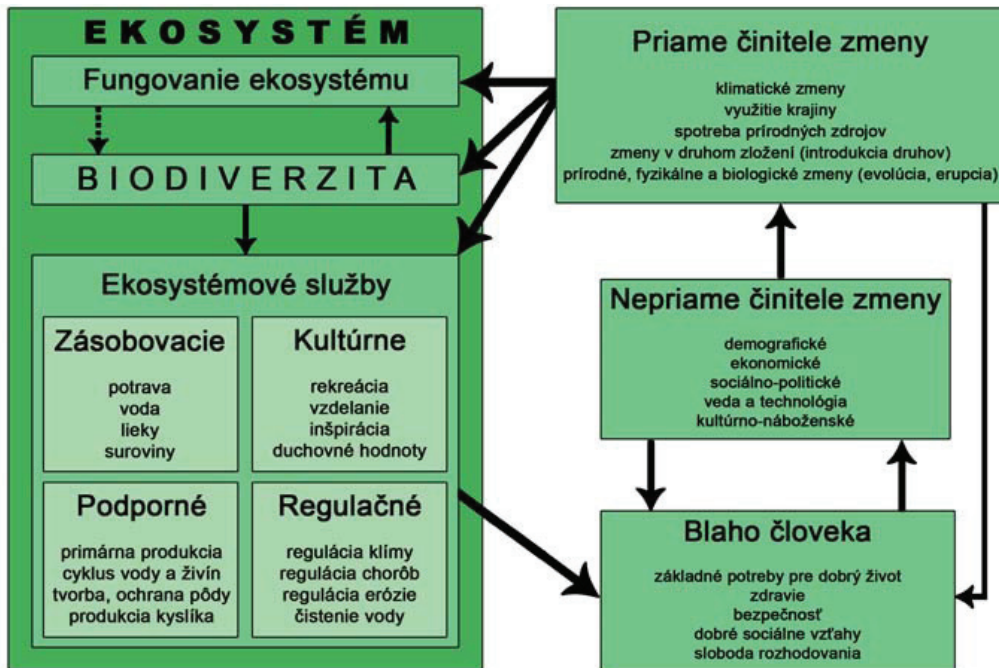 EKOSYSTÉM
Fungovanie ekosystému
BIODIVERZITA
Ekosystémové služby
Zásobovacie
potrava
voda
lieky
suroviny
Kultúrne
rekreácia
vzdelanie
inšpirácia
duchovné hodnoty
Podporné
primárna produkcia
cyklus vody a živín
tvorba, ochrana pôdy
produkcia kyslíka
Regulačné
regulácia klímy
regulácia chorôb
regulácia erózie
čistenie vody
Priame činitele zmeny
klimatické zmeny
využitie krajiny
spotreba prírodných zdrojov
zmeny v druhom zložení (introdukcia druhov)
prírodné, fyzikálne a biologické zmeny (evolúcia, erupcia)
Nepriame činitele zmeny
demografické
ekonomické
sociálno-politické
veda a technológia
kultúrno-náboženské
Blaho človeka
základné potreby pre dobrý život
zdravie
bezpečnosť
dobré sociálne vzťahy
sloboda rozhodovania